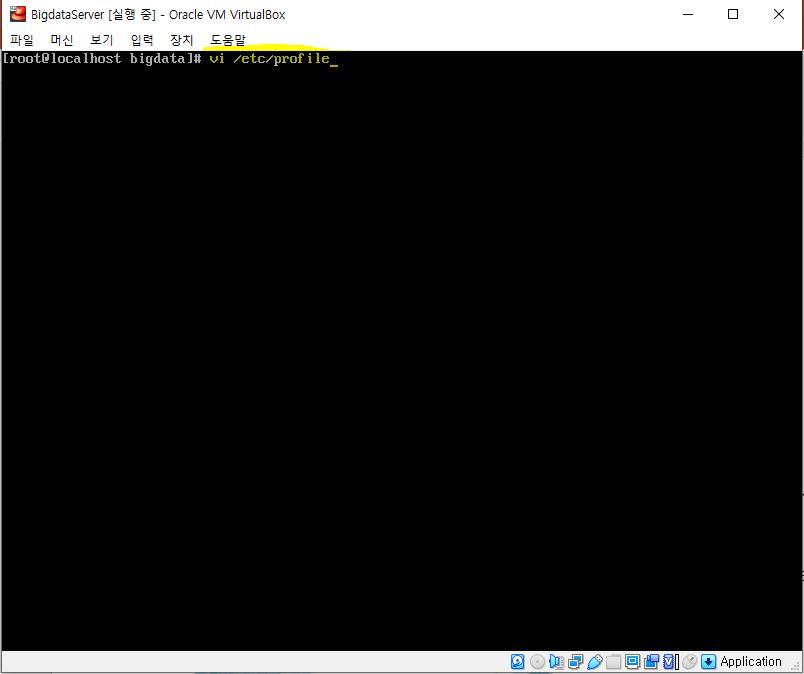 BigdataServer [실행 중] - Oracle VM VirtualBox
파일 머신 보기 입력 장치 도움말
[root@localhost bigdata]# vi /etc/profile_
Application